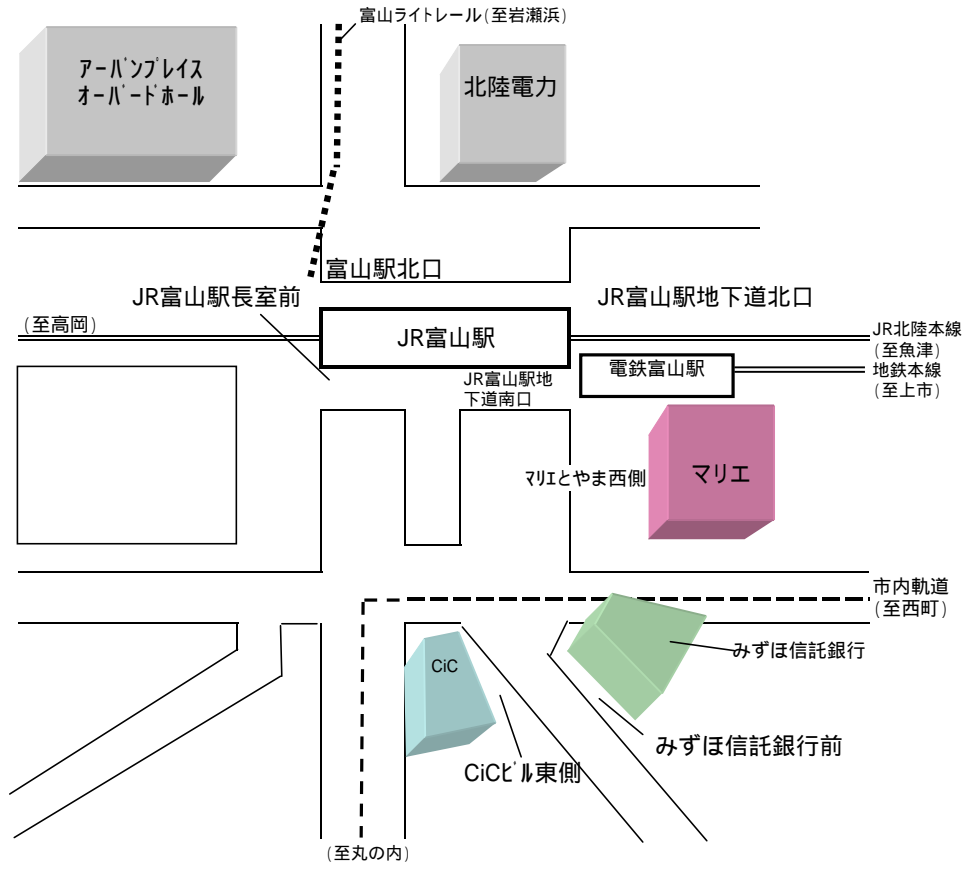 富山ライトレール(至岩瀬浜)
ｱｰﾊﾞﾝﾌﾟﾚｲｽ
ｵｰﾊﾞｰﾄﾞﾎｰﾙ
北陸電力
富山駅北口
JR富山駅長室前
JR富山駅地下道北口
(至高岡)
JR富山駅
JR北陸本線
(至魚津)
電鉄富山駅
地鉄本線
(至上市)
JR富山駅地
下道南口
ﾏﾘｴとやま西側
マリエ
市内軌道
(至西町)
みずほ信託銀行
CiC
みずほ信託銀行前
CiCﾋﾞﾙ東側
(至丸の内)